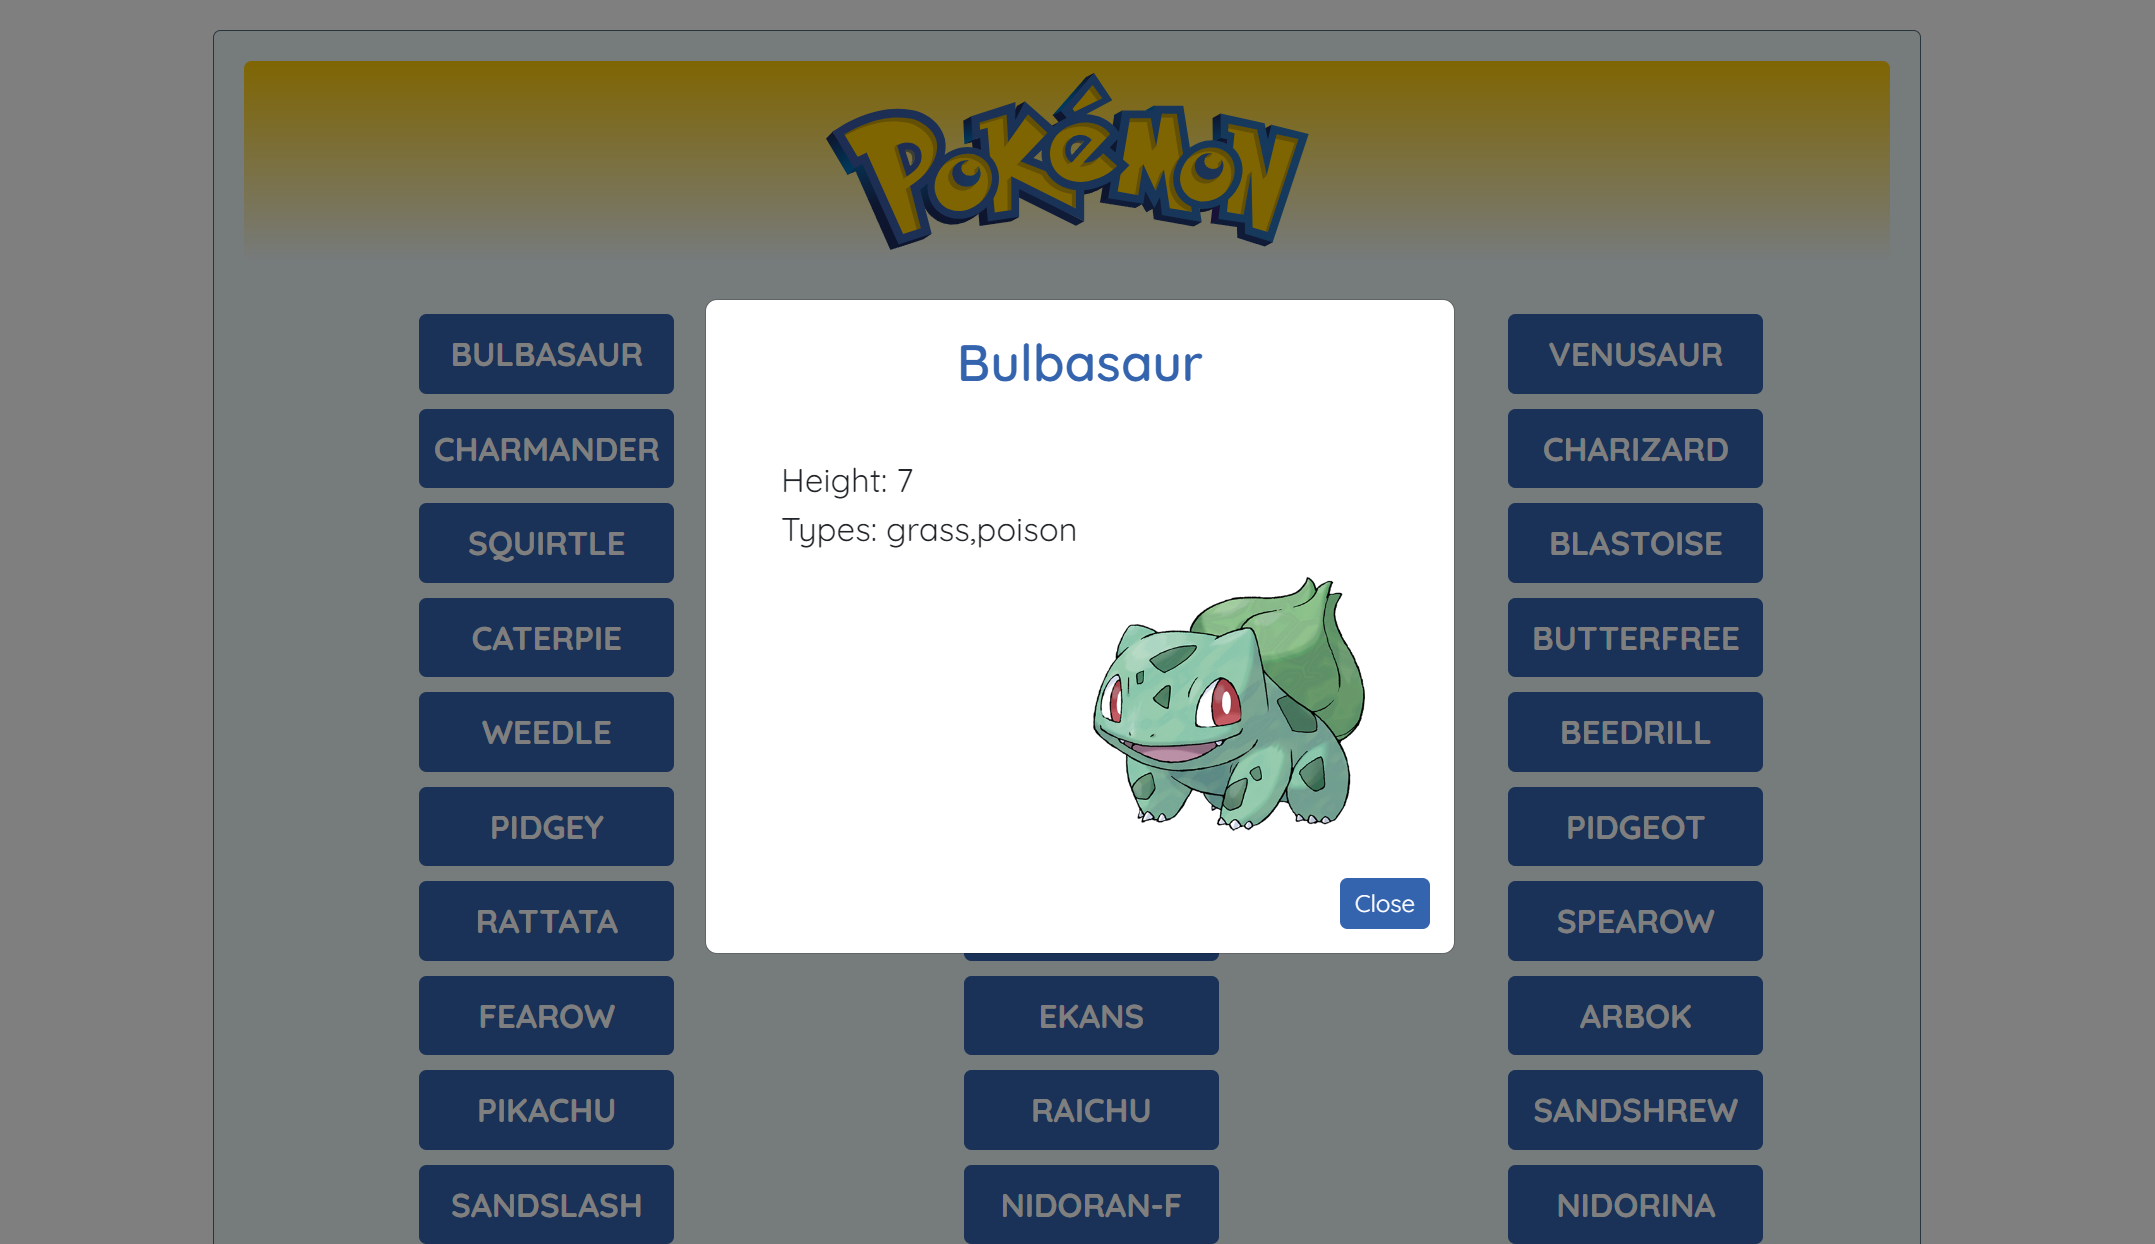 Pokémon
BULBASAUR
VENUSAUR
CHARMANDER
CHARIZARD
SQUIRTLE
BLASTOISE
CATERPIE
BUTTERFREE
WEEDLE
BEEDRILL
PIDGEY
PIDGEOT
RATTATA
SPEAROW
FEAROW
EKANS
ARBOK
PIKACHU
RAICHU
SANDSHREW
SANDSLASH
NIDORAN-F
NIDORINA
Bulbasaur
Height: 7
Types: grass,poison
Close